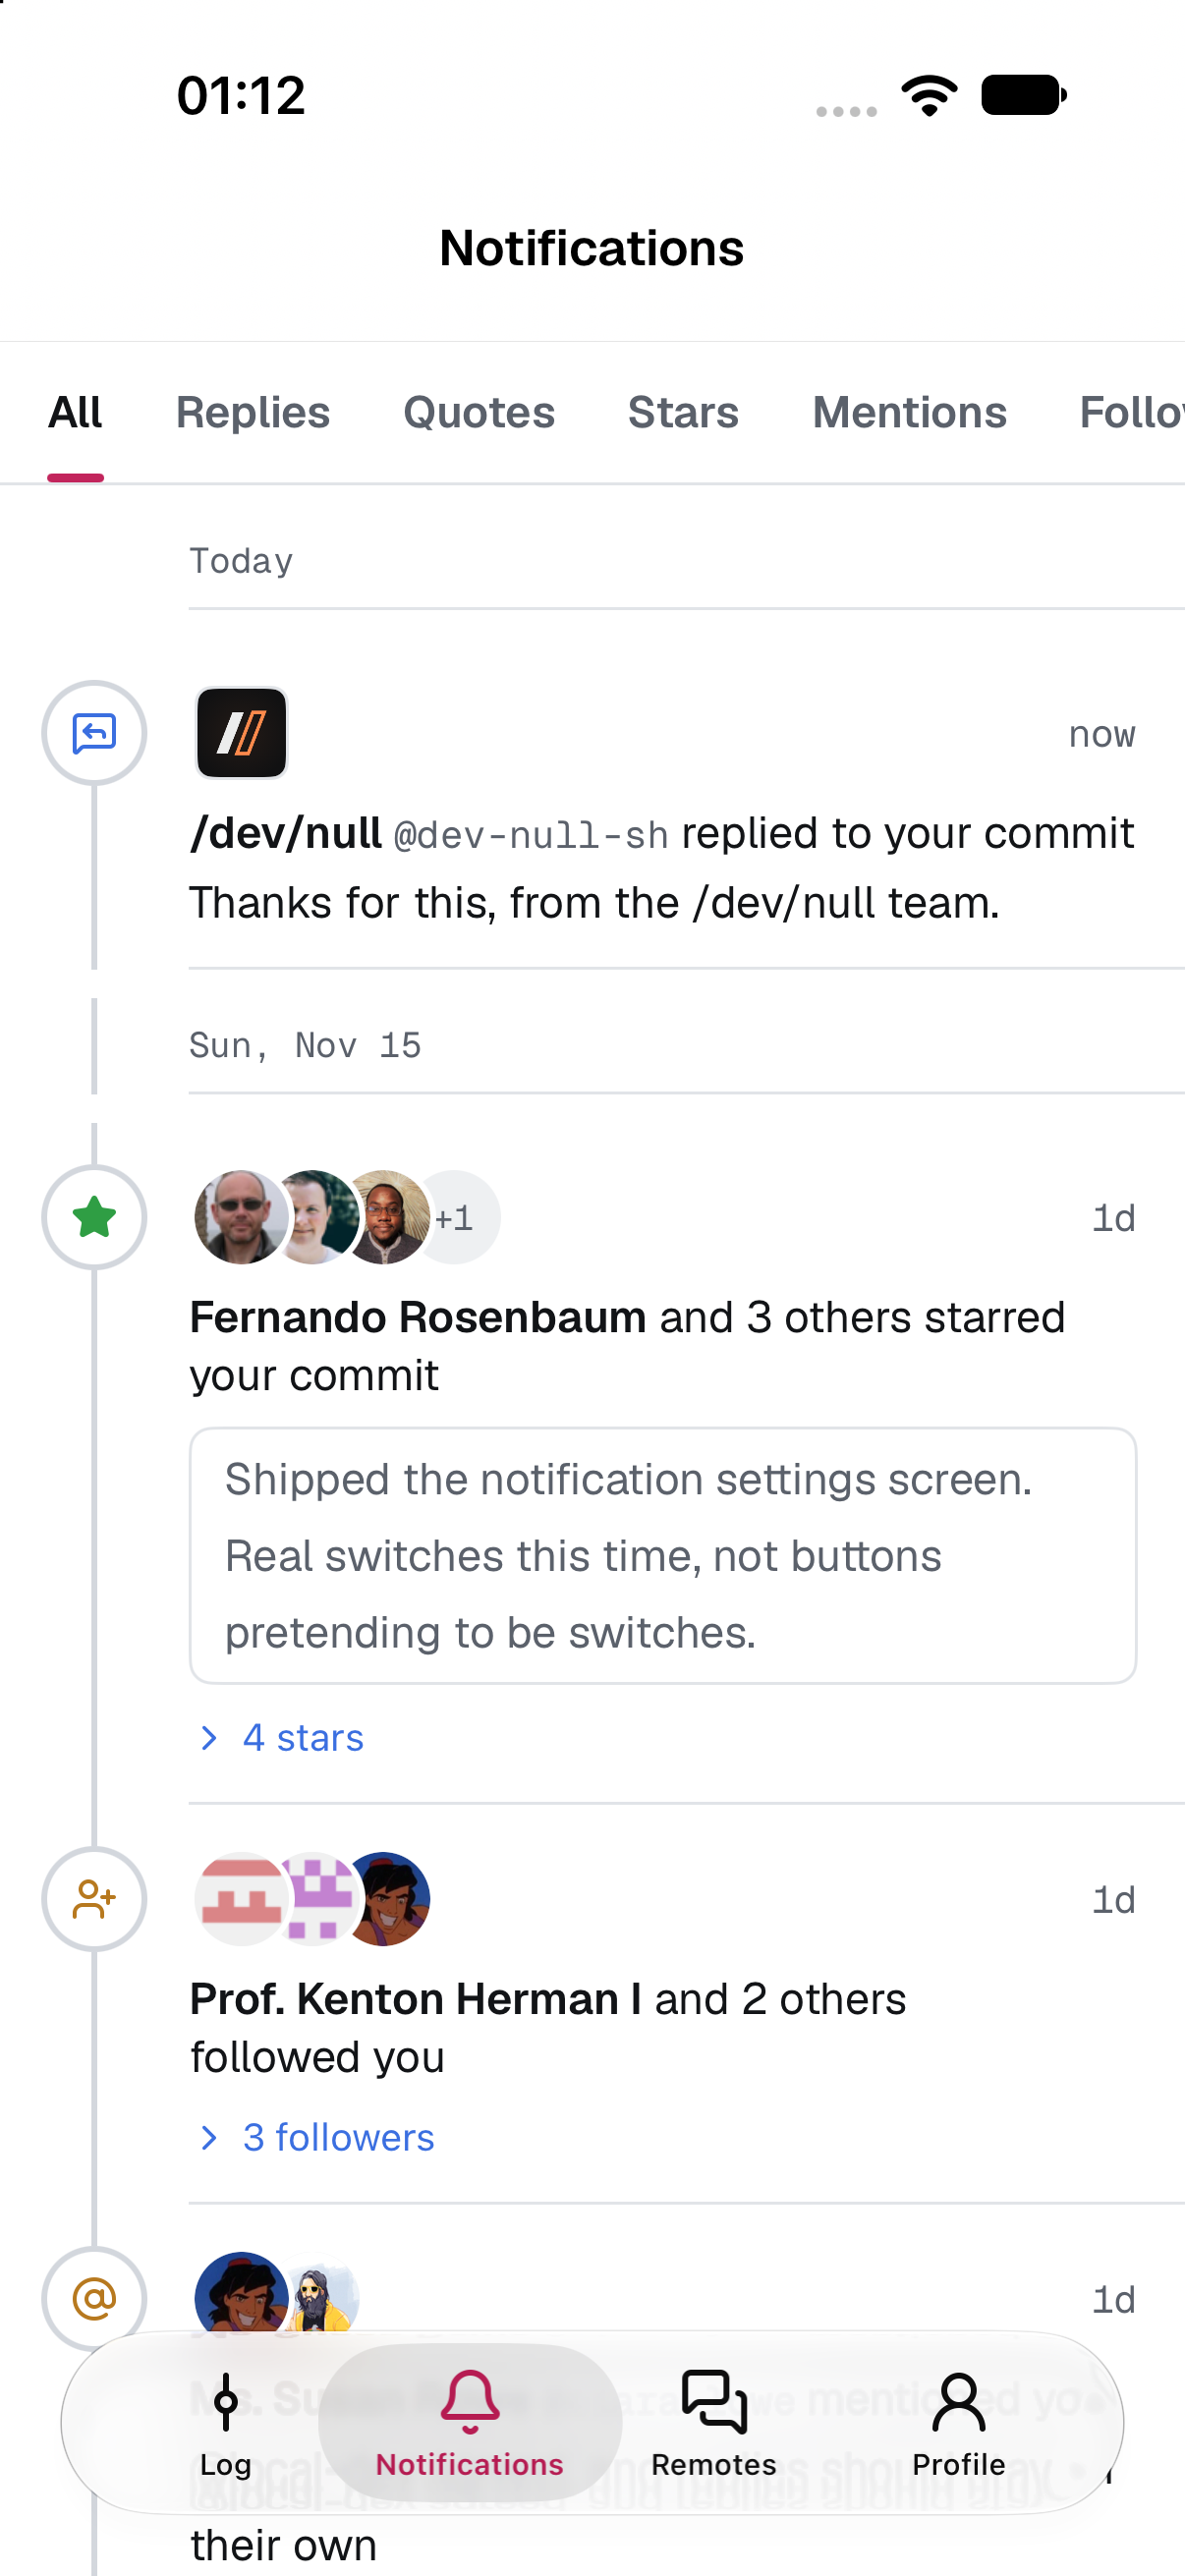 01:12
Notifications
All Replies Quotes Stars Mentions Follo
Today
now
/dev/null @dev-null-sh replied to your commit
Thanks for this, from the /dev/null team.
Sun, Nov 15
+1
1d
Fernando Rosenbaum and 3 others starred
your commit
Shipped the notification settings screen.
Real switches this time, not buttons
pretending to be switches.
4 stars
1d
Prof. Kenton Herman I and 2 others
followed you
3 followers
1d
mentioned
Log Notifications Remotes Profile
their own